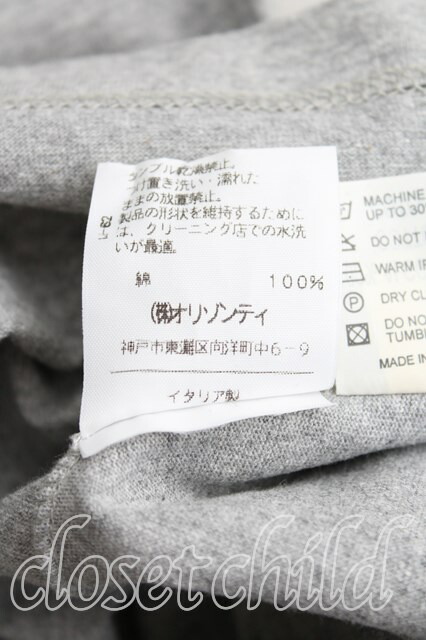 タンブル乾燥禁止。
つけ置き洗い・濡れた
ままの放置禁止。
L-82
製品の形状を維持するために
は、クリーニング店での水洗
いが最適。
綿 100%
㈱オリゾンティ
神戸市東灘区向洋町中6-9
イタリア製
MACHINE
UP TO 30
DO NOT
WARM IR
DRY CL
DO NO
TUMBL
MADE IN
closet child